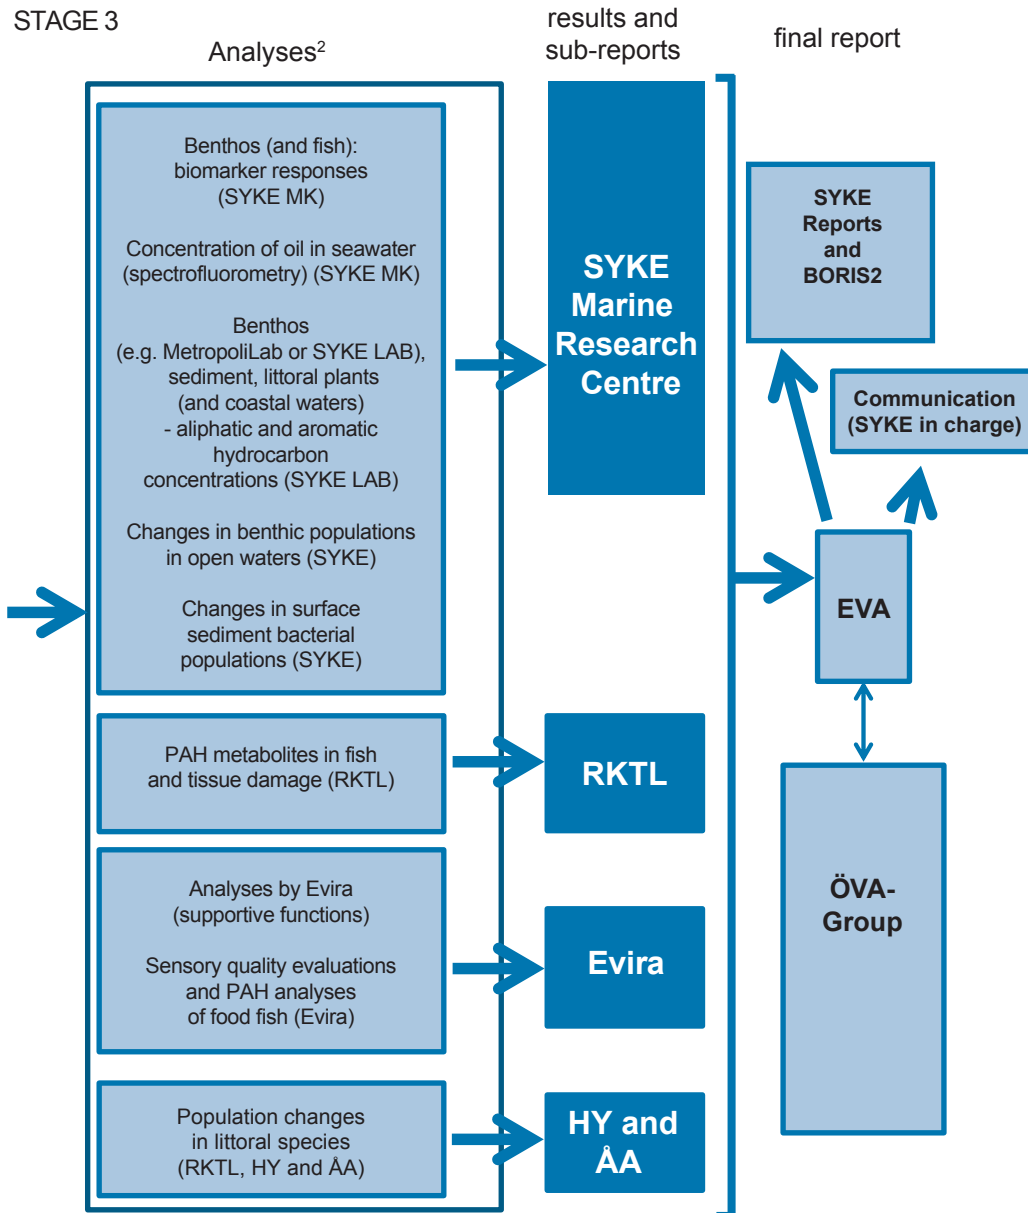 STAGE 3
Analyses²
results and
sub-reports
final report
Benthos (and fish):
biomarker responses
(SYKE MK)
Concentration of oil in seawater
(spectrofluorometry) (SYKE MK)
Benthos
(e.g. MetropoliLab or SYKE LAB),
sediment, littoral plants
(and coastal waters)
- aliphatic and aromatic
hydrocarbon
concentrations (SYKE LAB)
Changes in benthic populations
in open waters (SYKE)
Changes in surface
sediment bacterial
populations (SYKE)
PAH metabolites in fish
and tissue damage (RKTL)
Analyses by Evira
(supportive functions)
Sensory quality evaluations
and PAH analyses
of food fish (Evira)
Population changes
in littoral species
(RKTL, HY and ÅA)
SYKE
Marine
Research
Centre
RKTL
Evira
HY and
ÅA
SYKE
Reports
and
BORIS2
Communication
(SYKE in charge)
EVA
ÖVA-
Group